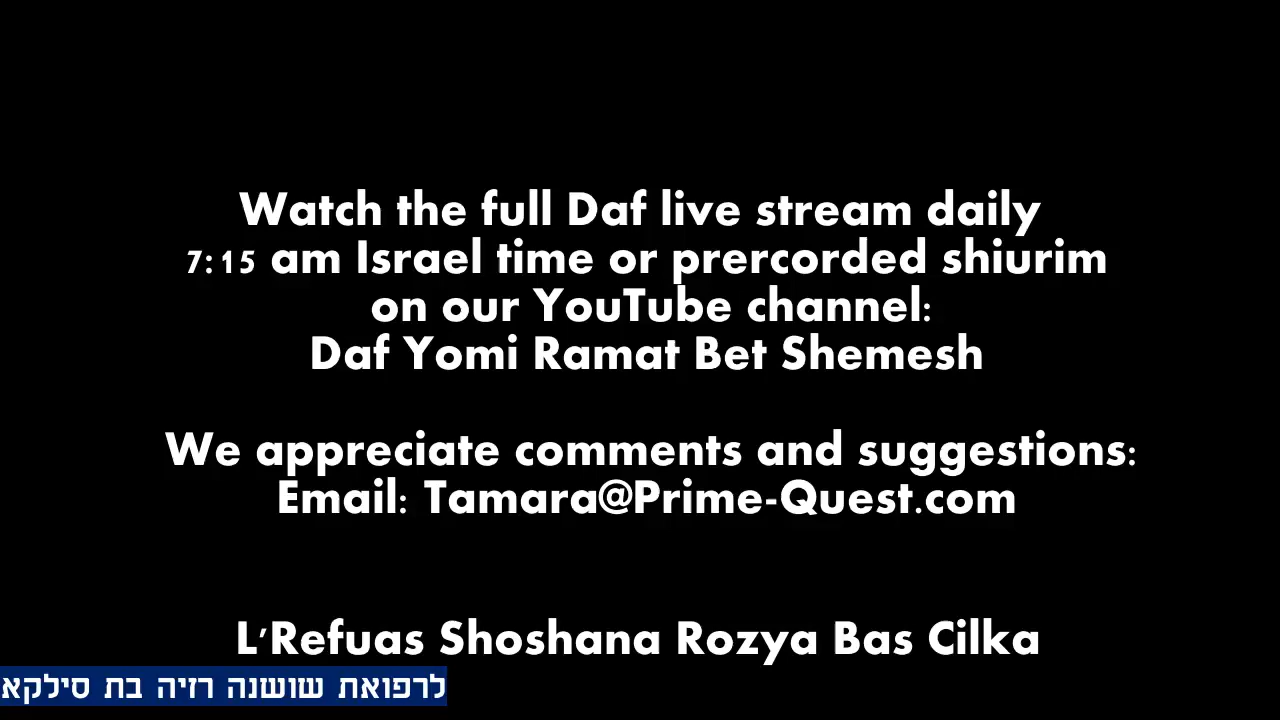 Watch the full Daf live stream daily
7:15 am Israel time or prercorded shiurim
on our YouTube channel:
Daf Yomi Ramat Bet Shemesh
We appreciate comments and suggestions:
Email: Tamara@Prime-Quest.com
L'Refuas Shoshana Rozya Bas Cilka
לרפואת שושנה רזיה בת סילקא